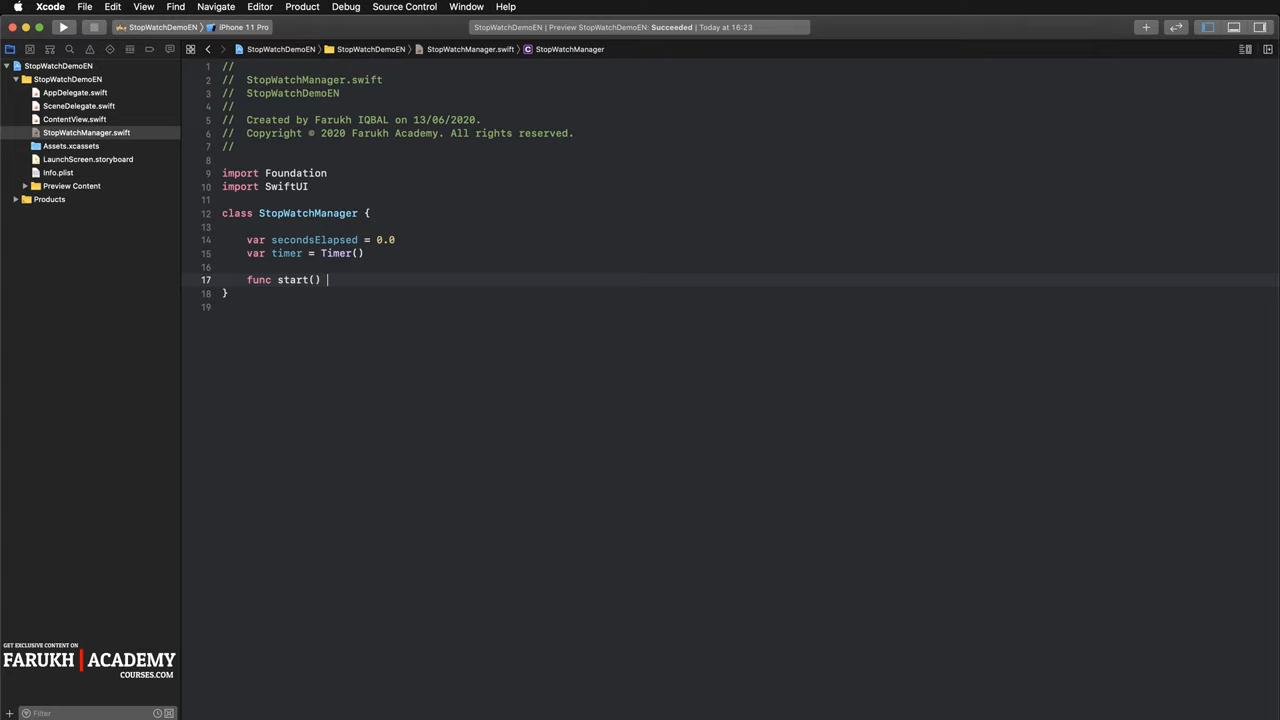 Xcode File Edit View Find Navigate Editor Product Debug Source Control Window Help
StopWatchDemoEN iPhone 11 Pro
StopWatchDemoEN | Preview StopWatchDemoEN: Succeeded | Today at 16:23
StopWatchDemoEN StopWatchDemoEN StopWatchManager.swift C StopWatchManager
StopWatchDemoEN
StopWatchDemoEN
AppDelegate.swift
SceneDelegate.swift
ContentView.swift
StopWatchManager.swift
Assets.xcassets
LaunchScreen.storyboard
Info.plist
Preview Content
Products
1 //
2 // StopWatchManager.swift
3 // StopWatchDemoEN
4 //
5 // Created by Farukh IQBAL on 13/06/2020.
6 // Copyright © 2020 Farukh Academy. All rights reserved.
7 //
8
9 import Foundation
10 import SwiftUI
11
12 class StopWatchManager {
13
14 var secondsElapsed = 0.0
15 var timer = Timer()
16
17 func start()
18 }
19
GET EXCLUSIVE CONTENT ON
FARUKH ACADEMY
COURSES.COM
Filter